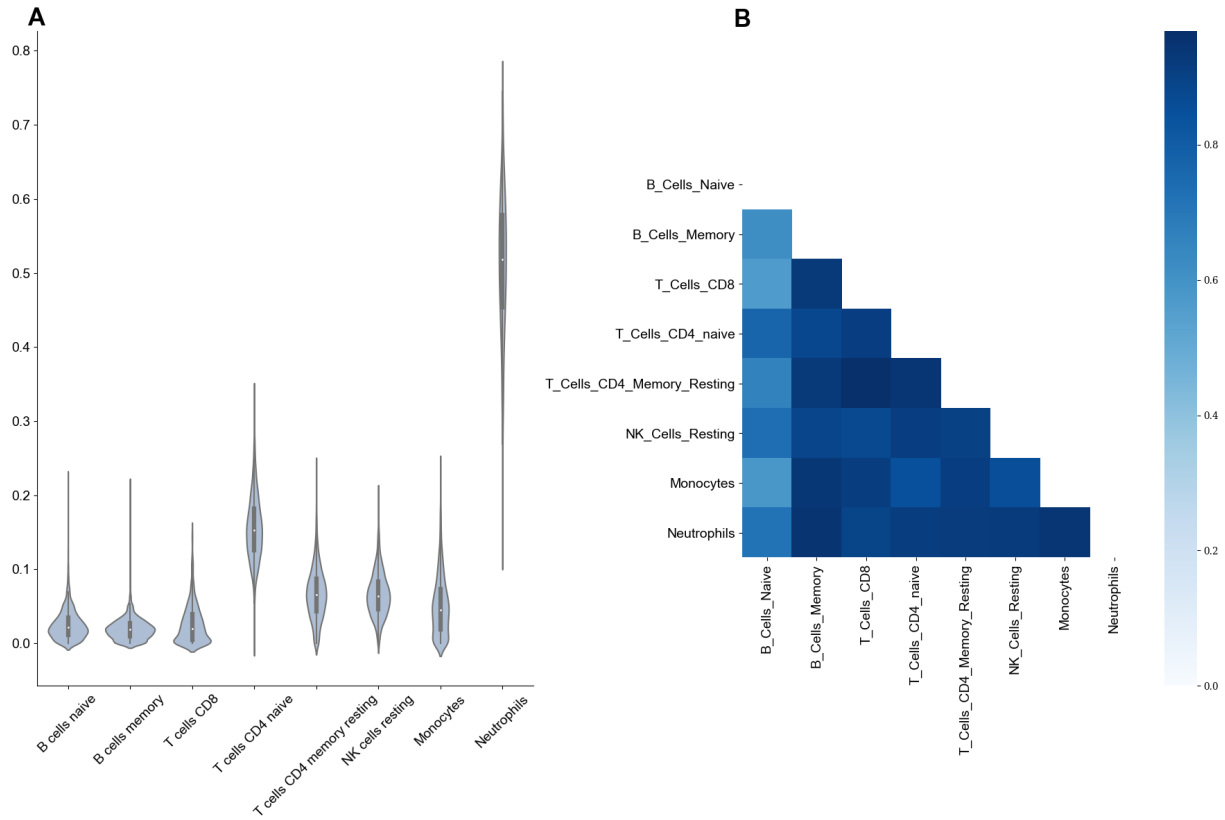 A
0.8
0.7
0.6
0.5
0.4
0.3
0.2
0.1
0.0
B cells naive
B cells memory
T cells CD8
T cells CD4 naive
T cells CD4 memory resting
NK cells resting
Monocytes
Neutrophils
B
B_Cells_Naive
B_Cells_Memory
T_Cells_CD8
T_Cells_CD4_naive
T_Cells_CD4_Memory_Resting
NK_Cells_Resting
Monocytes
Neutrophils
B_Cells_Naive
B_Cells_Memory
T_Cells_CD8
T_Cells_CD4_naive
T_Cells_CD4_Memory_Resting
NK_Cells_Resting
Monocytes
Neutrophils
0.8
0.6
0.4
0.2
0.0